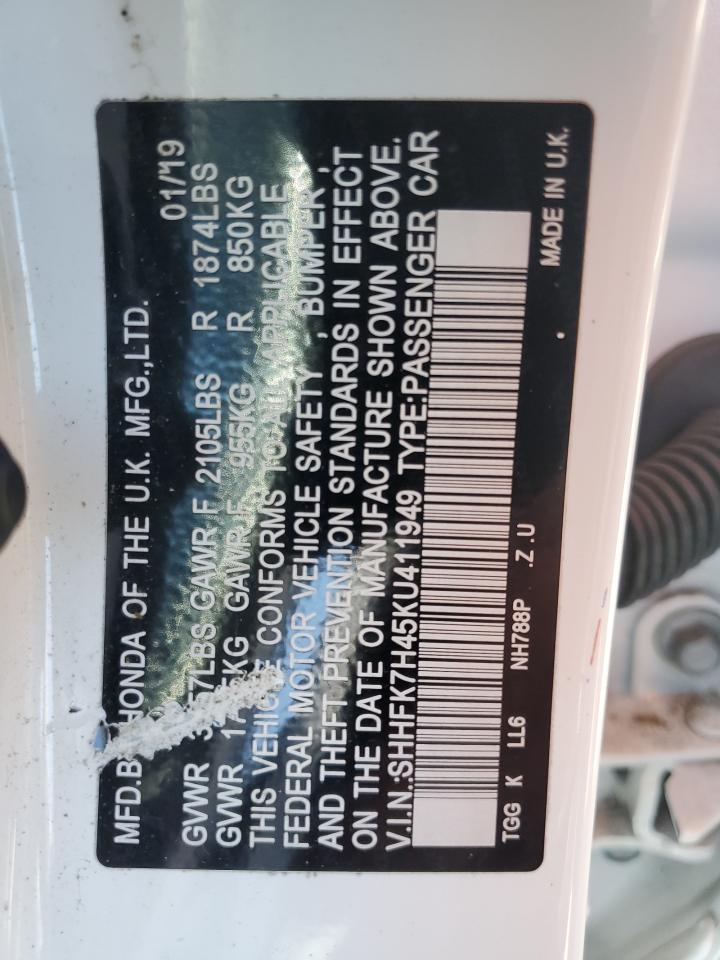 MFD.BY HONDA OF THE U.K. MFG.,LTD. 01/'19
GVWR GAWR F 2105LBS R 1874LBS
GVWR GAWR F 955KG R 850KG
THIS VEHICLE CONFORMS TO ALL APPLICABLE
FEDERAL MOTOR VEHICLE SAFETY , BUMPER ,
AND THEFT PREVENTION STANDARDS IN EFFECT
ON THE DATE OF MANUFACTURE SHOWN ABOVE.
V.I.N.:SHHFK7H45KU411949 TYPE:PASSENGER CAR
TGG K LL6 NH788P .Z .U MADE IN U.K.